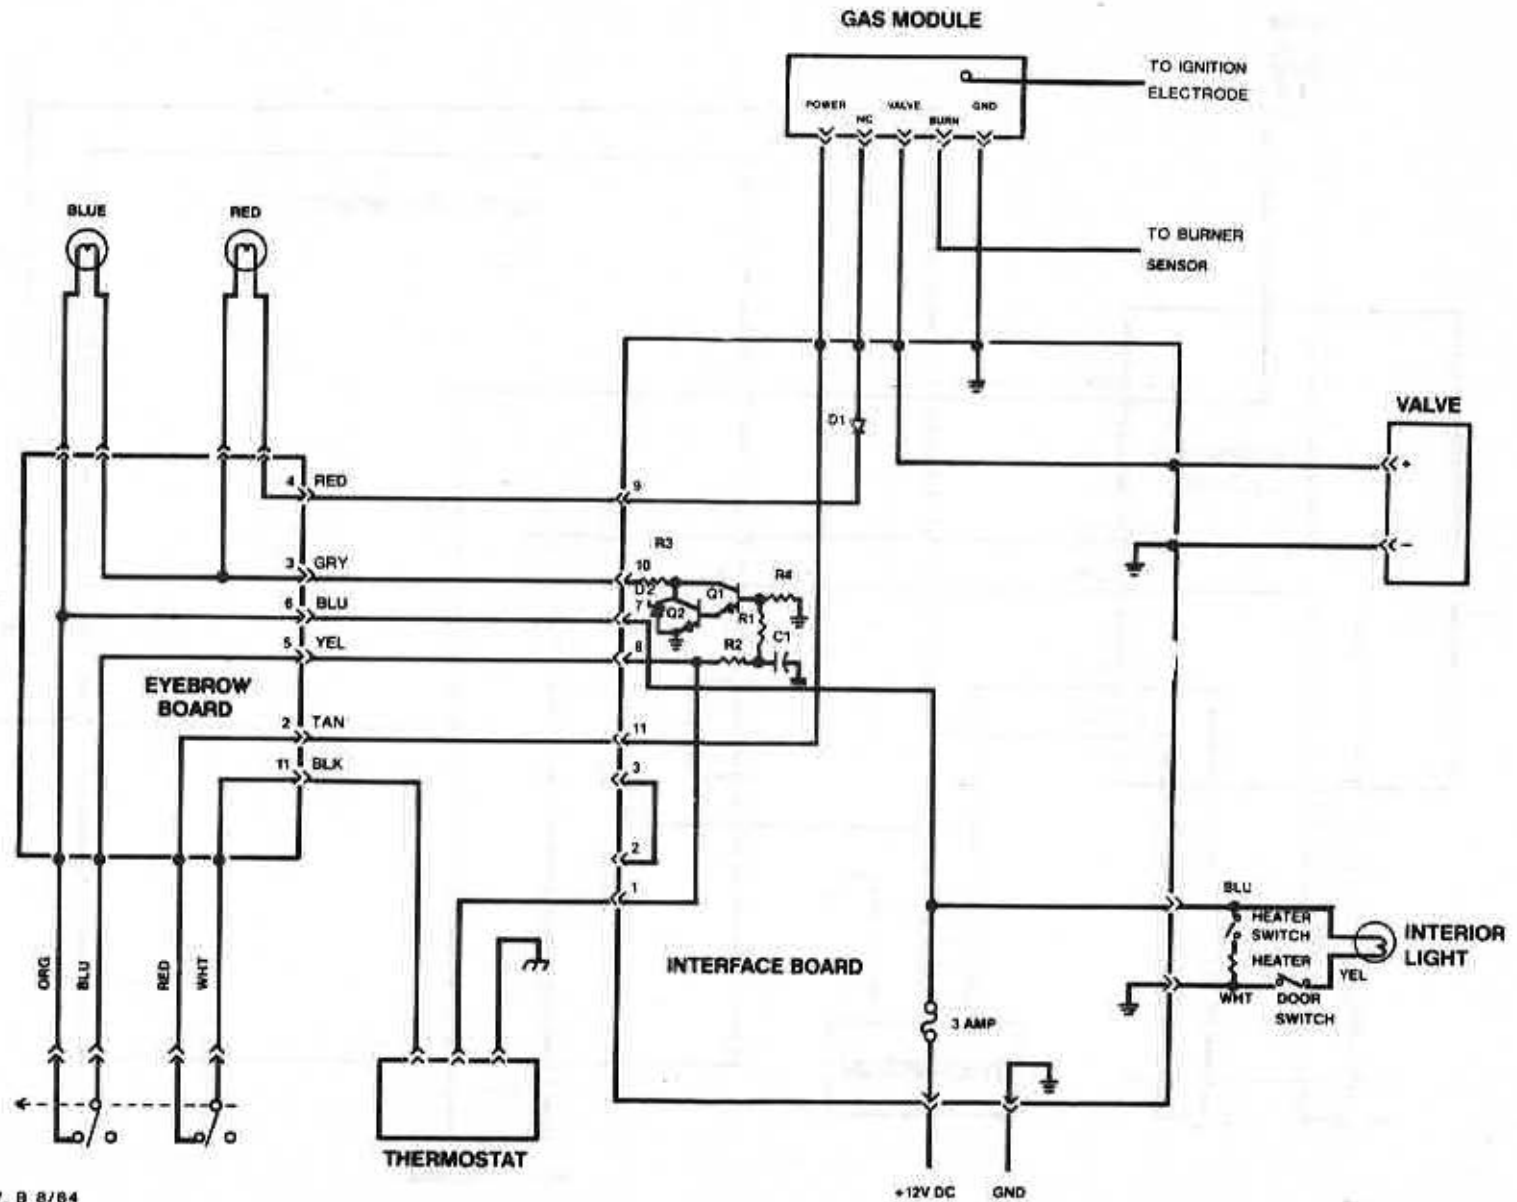 GAS MODULE
TO IGNITION
ELECTRODE
POWER
NC
VALVE
BURN
GND
BLUE
RED
TO BURNER
SENSOR
VALVE
D1
+
−
4 RED
9
3 GRY
10
R3
R4
6 BLU
D2
7
Q2
Q1
R1
5 YEL
8
R2
C1
EYEBROW
BOARD
2 TAN
11
11 BLK
3
2
1
BLU
HEATER
SWITCH
HEATER
WHT
DOOR
SWITCH
YEL
INTERIOR
LIGHT
ORG
BLU
RED
WHT
INTERFACE BOARD
3 AMP
THERMOSTAT
+12V DC
GND
B 8/84